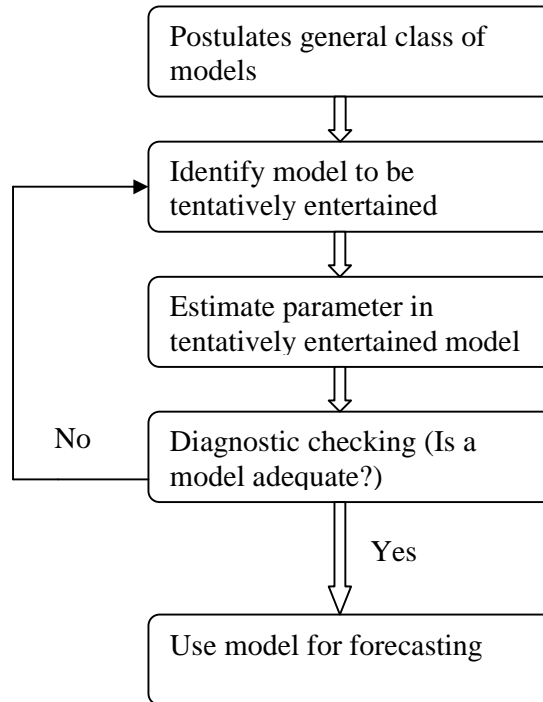 Postulates general class of
models
Identify model to be
tentatively entertained
Estimate parameter in
tentatively entertained model
No
Diagnostic checking (Is a
model adequate?)
Yes
Use model for forecasting